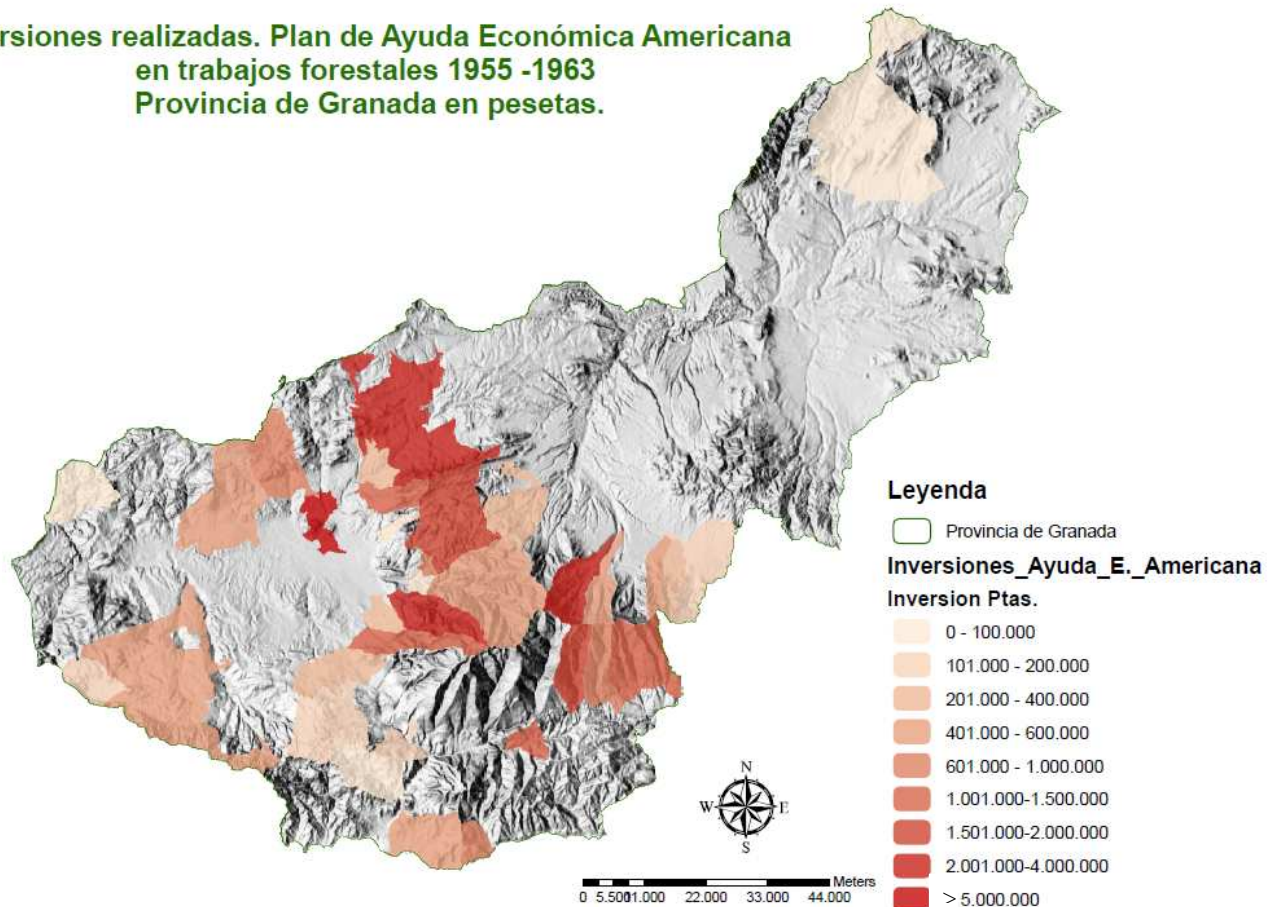 rsiones realizadas. Plan de Ayuda Económica Americana
en trabajos forestales 1955 -1963
Provincia de Granada en pesetas.
Leyenda
Provincia de Granada
Inversiones_Ayuda_E._Americana
Inversion Ptas.
0 - 100.000
101.000 - 200.000
201.000 - 400.000
401.000 - 600.000
601.000 - 1.000.000
1.001.000-1.500.000
1.501.000-2.000.000
2.001.000-4.000.000
> 5.000.000
N
W E
S
Meters
0 5.50011.000 22.000 33.000 44.000